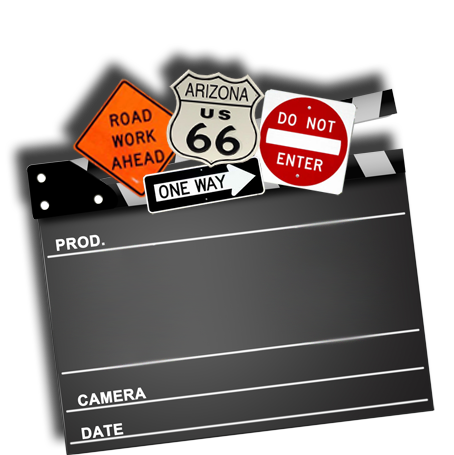 ROAD
WORK
AHEAD
ARIZONA
US
66
DO NOT
ENTER
ONE WAY
PROD.
CAMERA
DATE